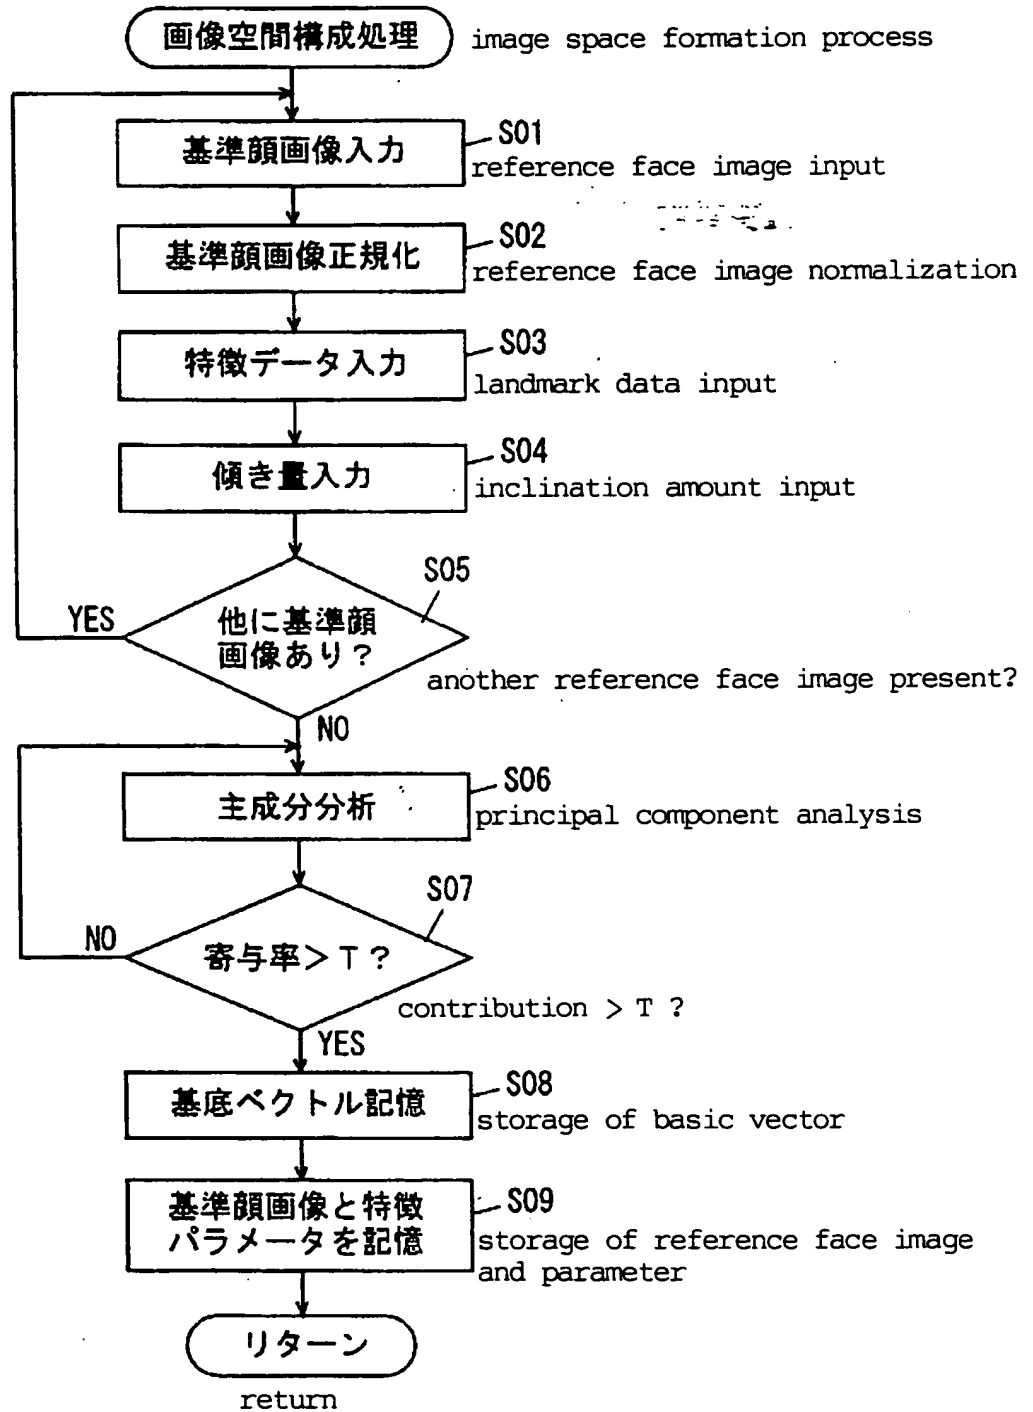 画像空間構成処理
image space formation process
基準顔画像入力
S01
reference face image input
基準顔画像正規化
S02
reference face image normalization
特徴データ入力
S03
landmark data input
傾き量入力
S04
inclination amount input
S05
YES
他に基準顔
画像あり?
another reference face image present?
NO
主成分分析
S06
principal component analysis
S07
NO
寄与率>T?
contribution > T ?
YES
基底ベクトル記憶
S08
storage of basic vector
基準顔画像と特徴
パラメータを記憶
S09
storage of reference face image
and parameter
リターン
return